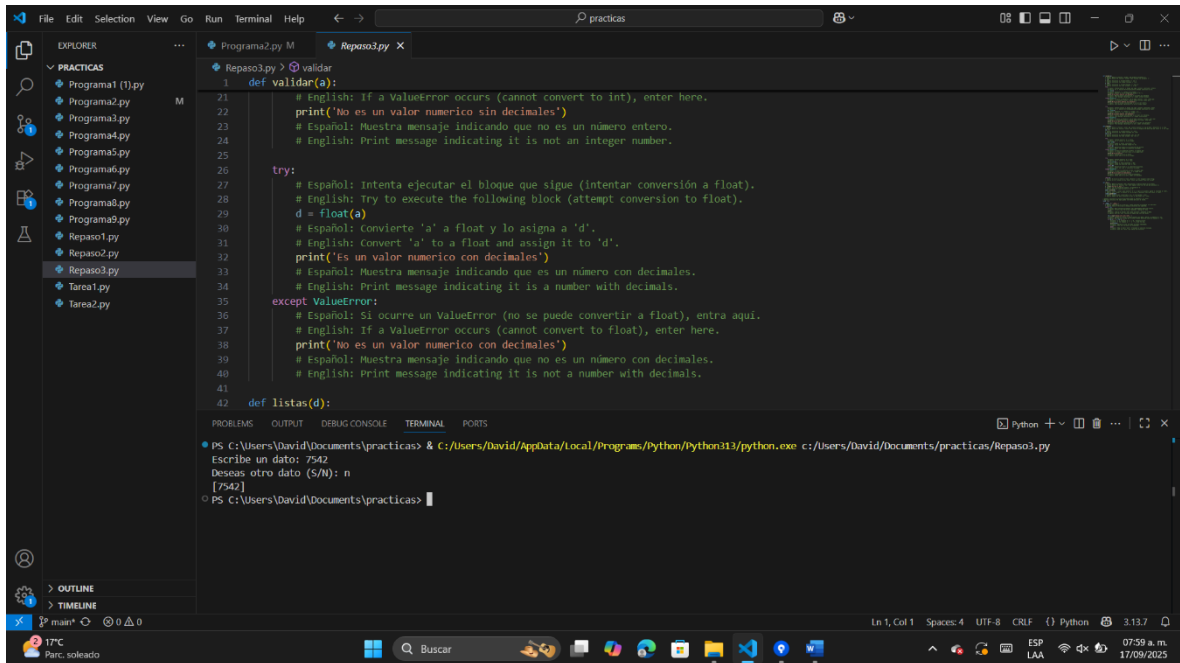 File Edit Selection View Go Run Terminal Help
practicas
EXPLORER
PRACTICAS
Programa1 (1).py
Programa2.py M
Programa3.py
Programa4.py
Programa5.py
Programa6.py
Programa7.py
Programa8.py
Programa9.py
Repaso1.py
Repaso2.py
Repaso3.py
Tarea1.py
Tarea2.py
OUTLINE
TIMELINE
Programa2.py M Repaso3.py
Repaso3.py > validar
1 def validar(a):
21 # English: If a ValueError occurs (cannot convert to int), enter here.
22 print('No es un valor numerico sin decimales')
23 # Español: Muestra mensaje indicando que no es un número entero.
24 # English: Print message indicating it is not an integer number.
25
26 try:
27 # Español: Intenta ejecutar el bloque que sigue (intentar conversión a float).
28 # English: Try to execute the following block (attempt conversion to float).
29 d = float(a)
30 # Español: Convierte 'a' a float y lo asigna a 'd'.
31 # English: Convert 'a' to a float and assign it to 'd'.
32 print('Es un valor numerico con decimales')
33 # Español: Muestra mensaje indicando que es un número con decimales.
34 # English: Print message indicating it is a number with decimals.
35 except ValueError:
36 # Español: Si ocurre un ValueError (no se puede convertir a float), entra aquí.
37 # English: If a ValueError occurs (cannot convert to float), enter here.
38 print('No es un valor numerico con decimales')
39 # Español: Muestra mensaje indicando que no es un número con decimales.
40 # English: Print message indicating it is not a number with decimals.
41
42 def listas(d):
PROBLEMS OUTPUT DEBUG CONSOLE TERMINAL PORTS
Python
PS C:\Users\David\Documents\practicas> & C:/Users/David/AppData/Local/Programs/Python/Python313/python.exe c:/Users/David/Documents/practicas/Repaso3.py
Escribe un dato: 7542
Deseas otro dato (S/N): n
[7542]
PS C:\Users\David\Documents\practicas>
main* 0 0
Ln 1, Col 1 Spaces: 4 UTF-8 CRLF {} Python 3.13.7
2
17°C
Parc. soleado
Buscar
ESP
LAA
07:59 a. m.
17/09/2025